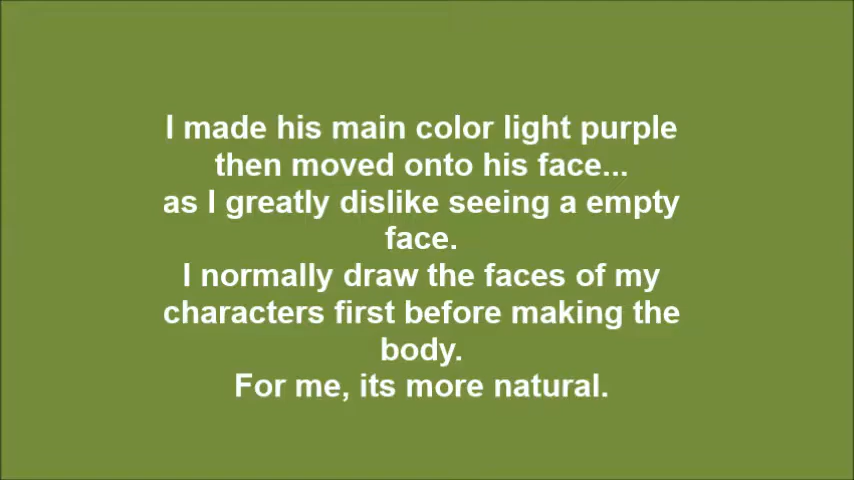 I made his main color light purple
then moved onto his face...
as I greatly dislike seeing a empty
face.
I normally draw the faces of my
characters first before making the
body.
For me, its more natural.